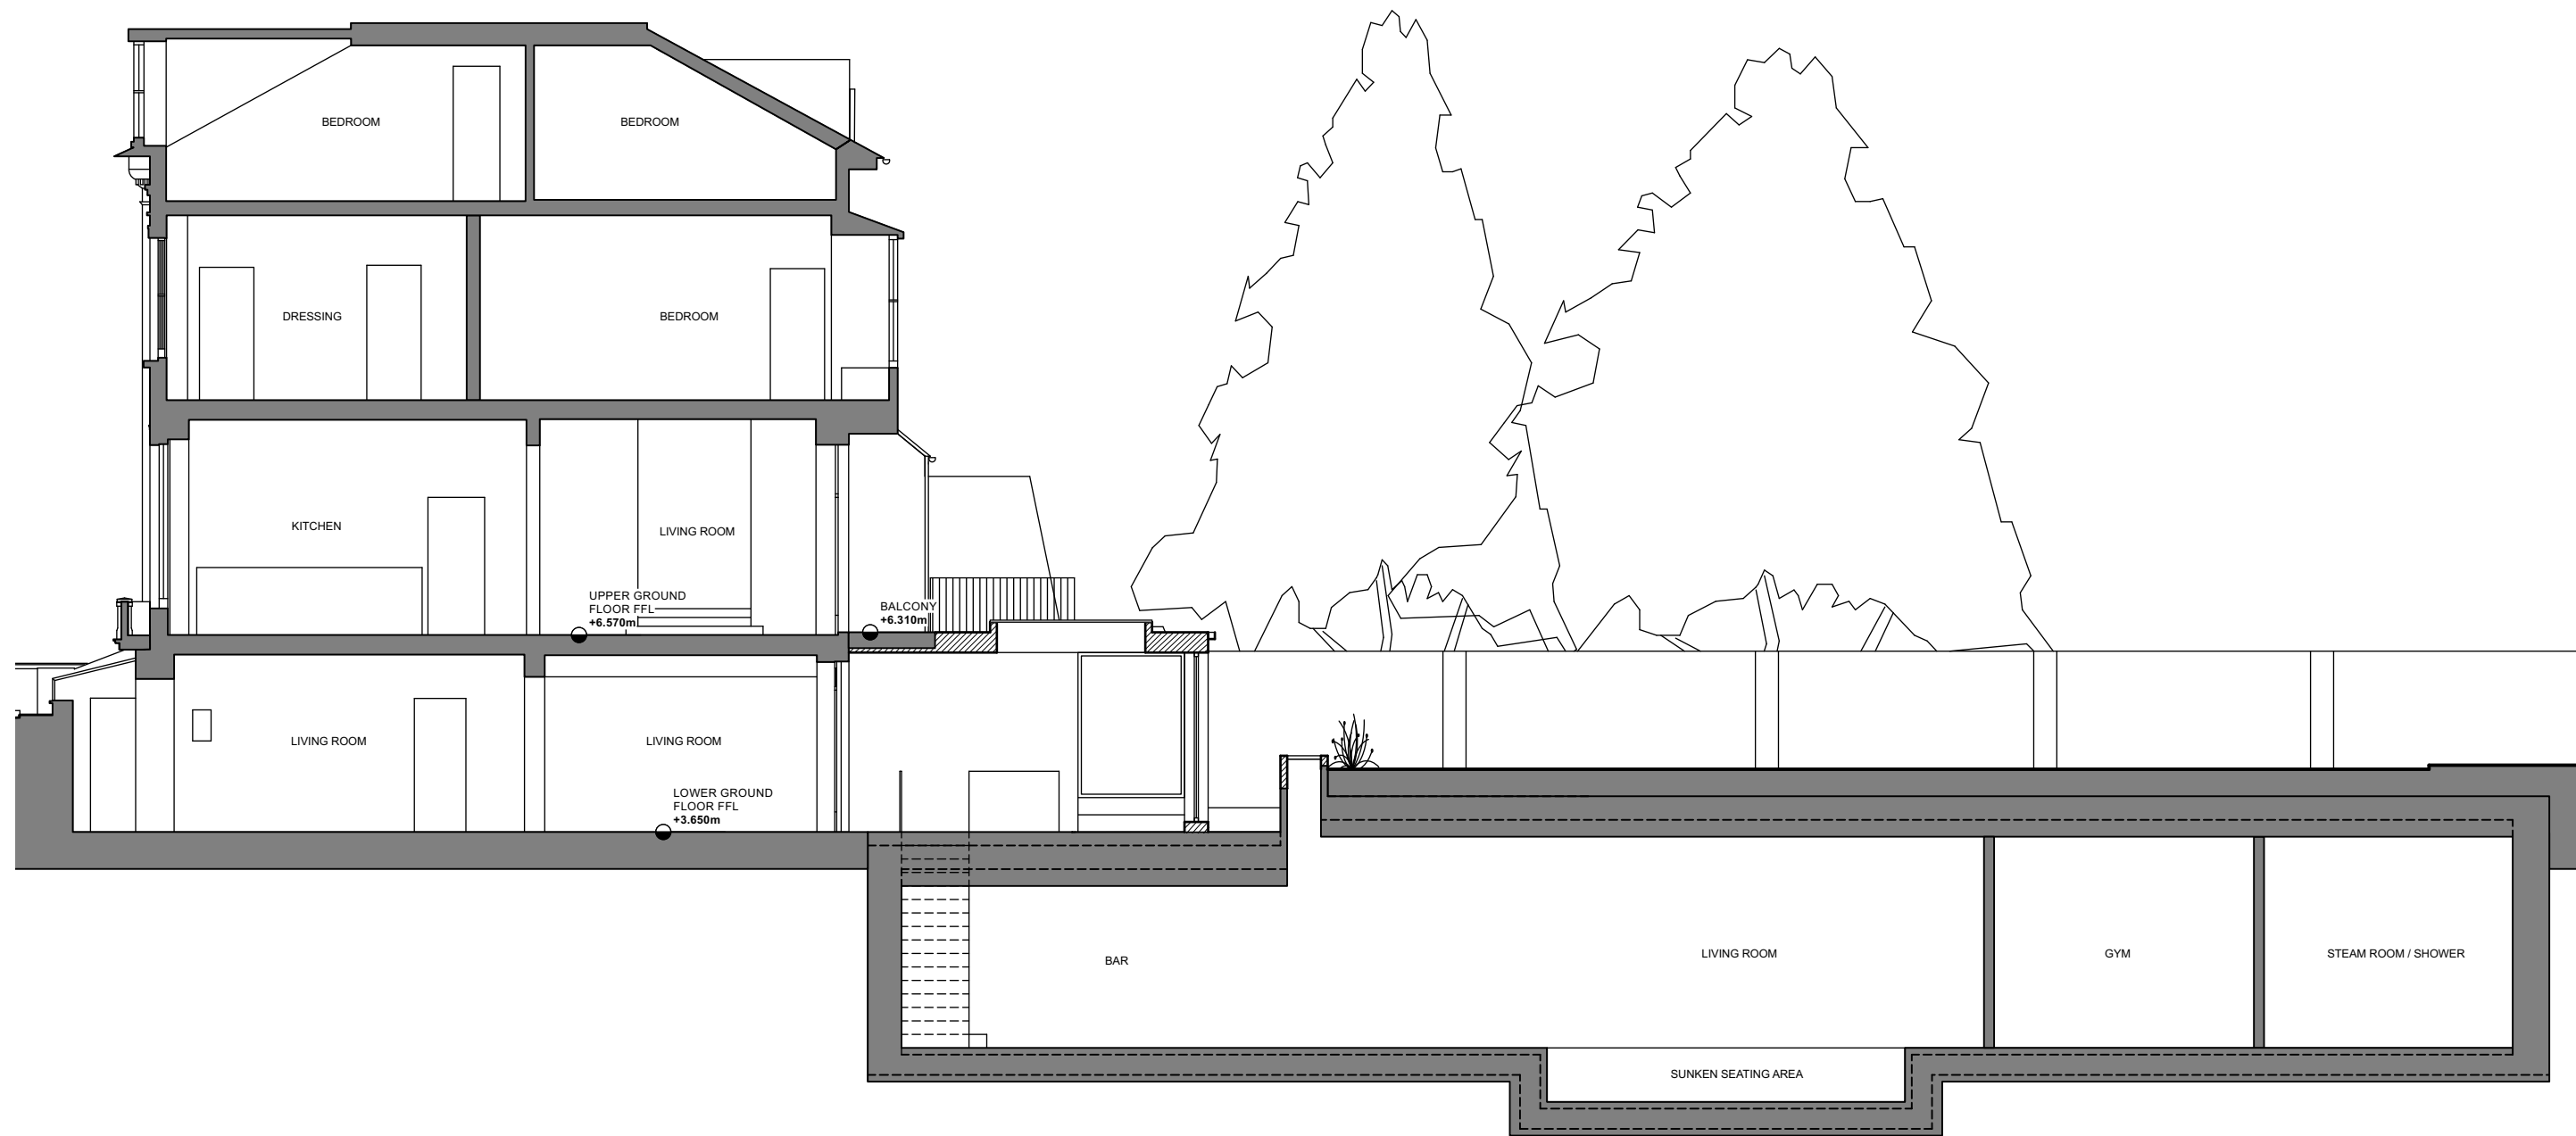 BEDROOM
BEDROOM
DRESSING
BEDROOM
KITCHEN
LIVING ROOM
UPPER GROUND
FLOOR FFL
+6.570m
BALCONY
+6.310m
LIVING ROOM
LIVING ROOM
LOWER GROUND
FLOOR FFL
+3.650m
BAR
LIVING ROOM
GYM
STEAM ROOM / SHOWER
SUNKEN SEATING AREA